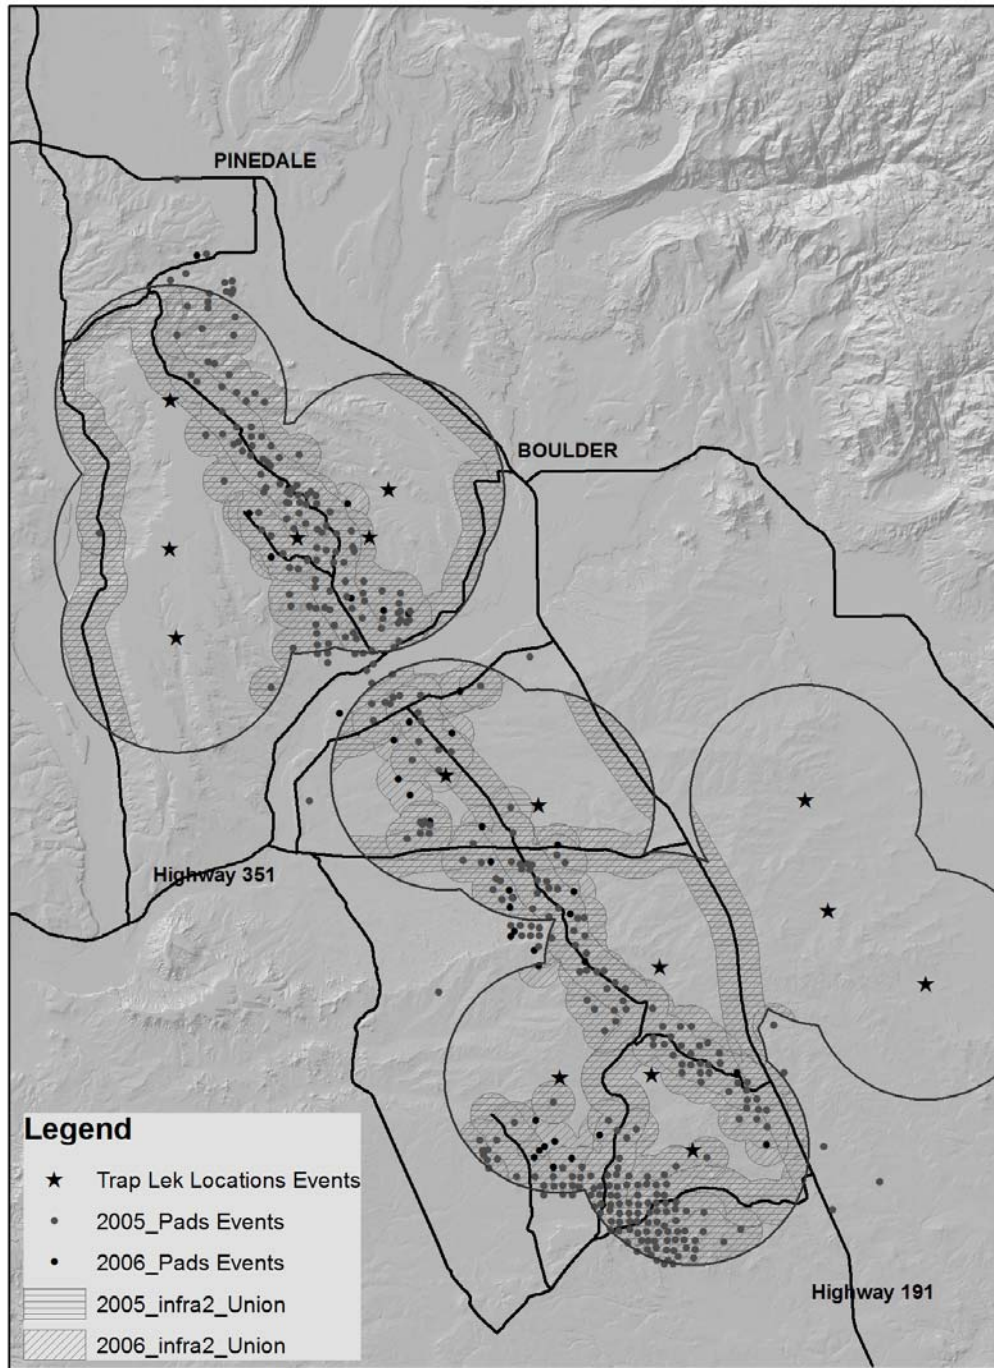 PINEDALE
BOULDER
Highway 351
Legend
Trap Lek Locations Events
2005_Pads Events
2006_Pads Events
2005_infra2_Union
2006_infra2_Union
Highway 191